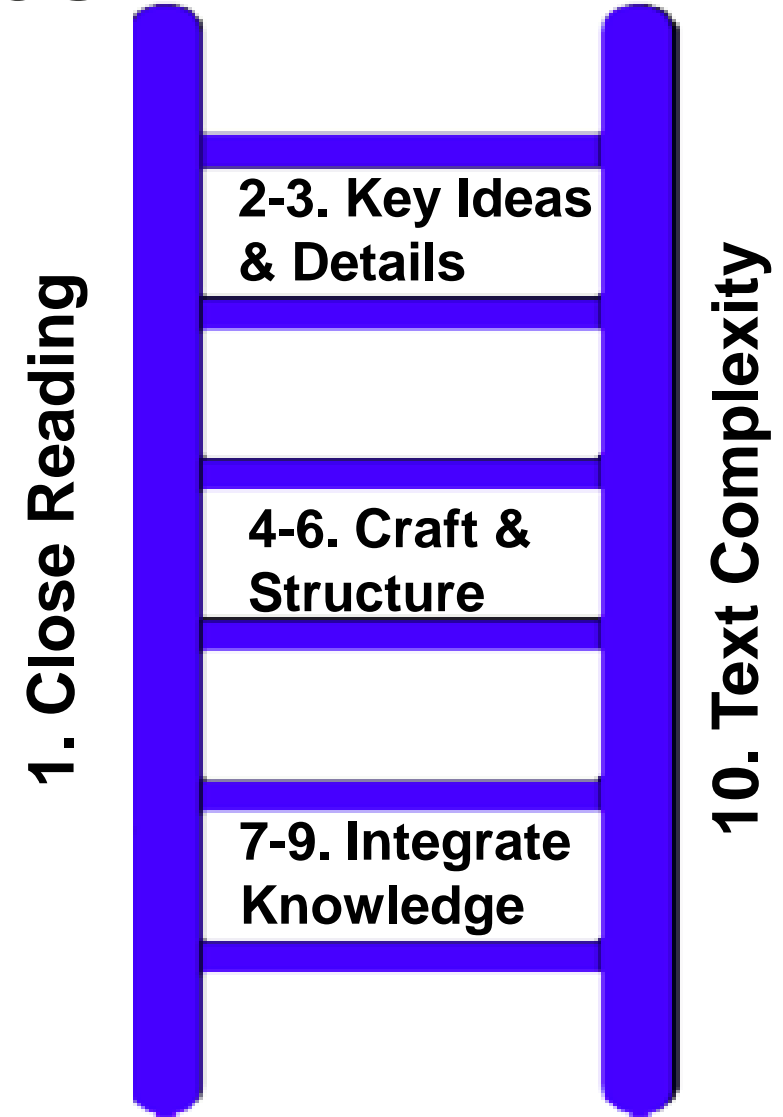 1. Close Reading
2-3. Key Ideas
& Details
4-6. Craft &
Structure
7-9. Integrate
Knowledge
10. Text Complexity